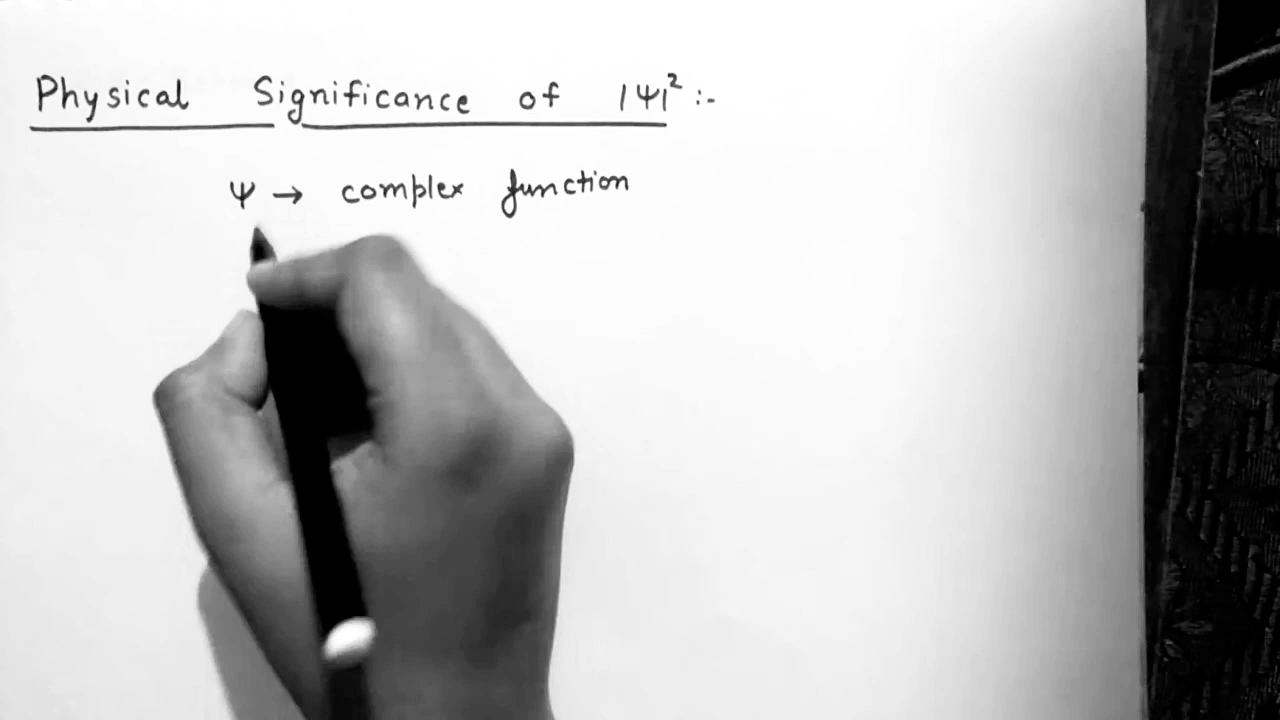 Physical Significance of |Ψ|² :-
Ψ → complex function